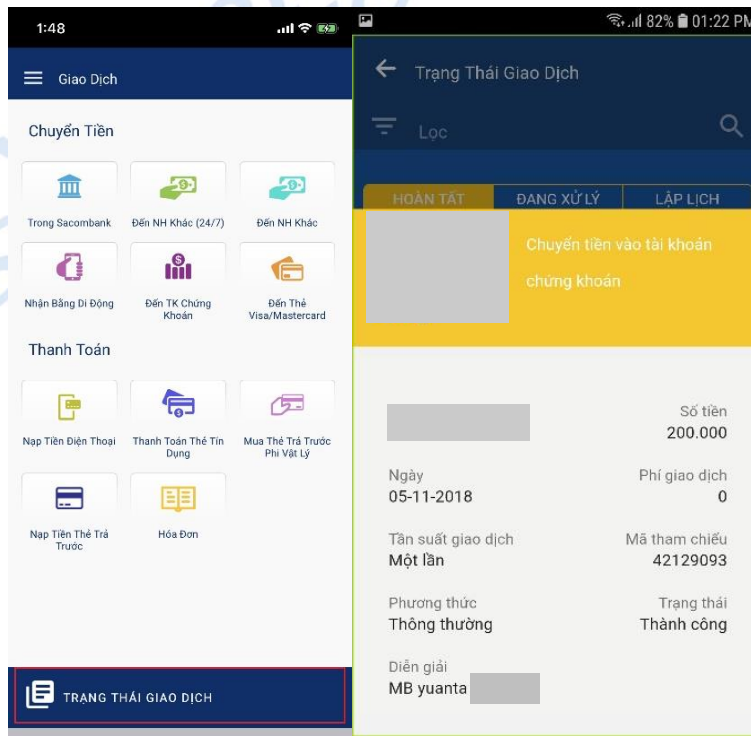 1:48
Giao Dịch
Chuyển Tiền
Trong Sacombank
Đến NH Khác (24/7)
Đến NH Khác
Nhận Bằng Di Động
Đến TK Chứng
Khoán
Đến Thẻ
Visa/Mastercard
Thanh Toán
Nạp Tiền Điện Thoại
Thanh Toán Thẻ Tín
Dụng
Mua Thẻ Trả Trước
Phi Vật Lý
Nạp Tiền Thẻ Trả
Trước
Hóa Đơn
TRẠNG THÁI GIAO DỊCH
82% 01:22 PM
Trạng Thái Giao Dịch
Lọc
HOÀN TẤT
ĐANG XỬ LÝ
LẬP LỊCH
Chuyển tiền vào tài khoản
chứng khoán
Số tiền
200.000
Ngày
05-11-2018
Phí giao dịch
0
Tần suất giao dịch
Một lần
Mã tham chiếu
42129093
Phương thức
Thông thường
Trạng thái
Thành công
Diễn giải
MB yuanta